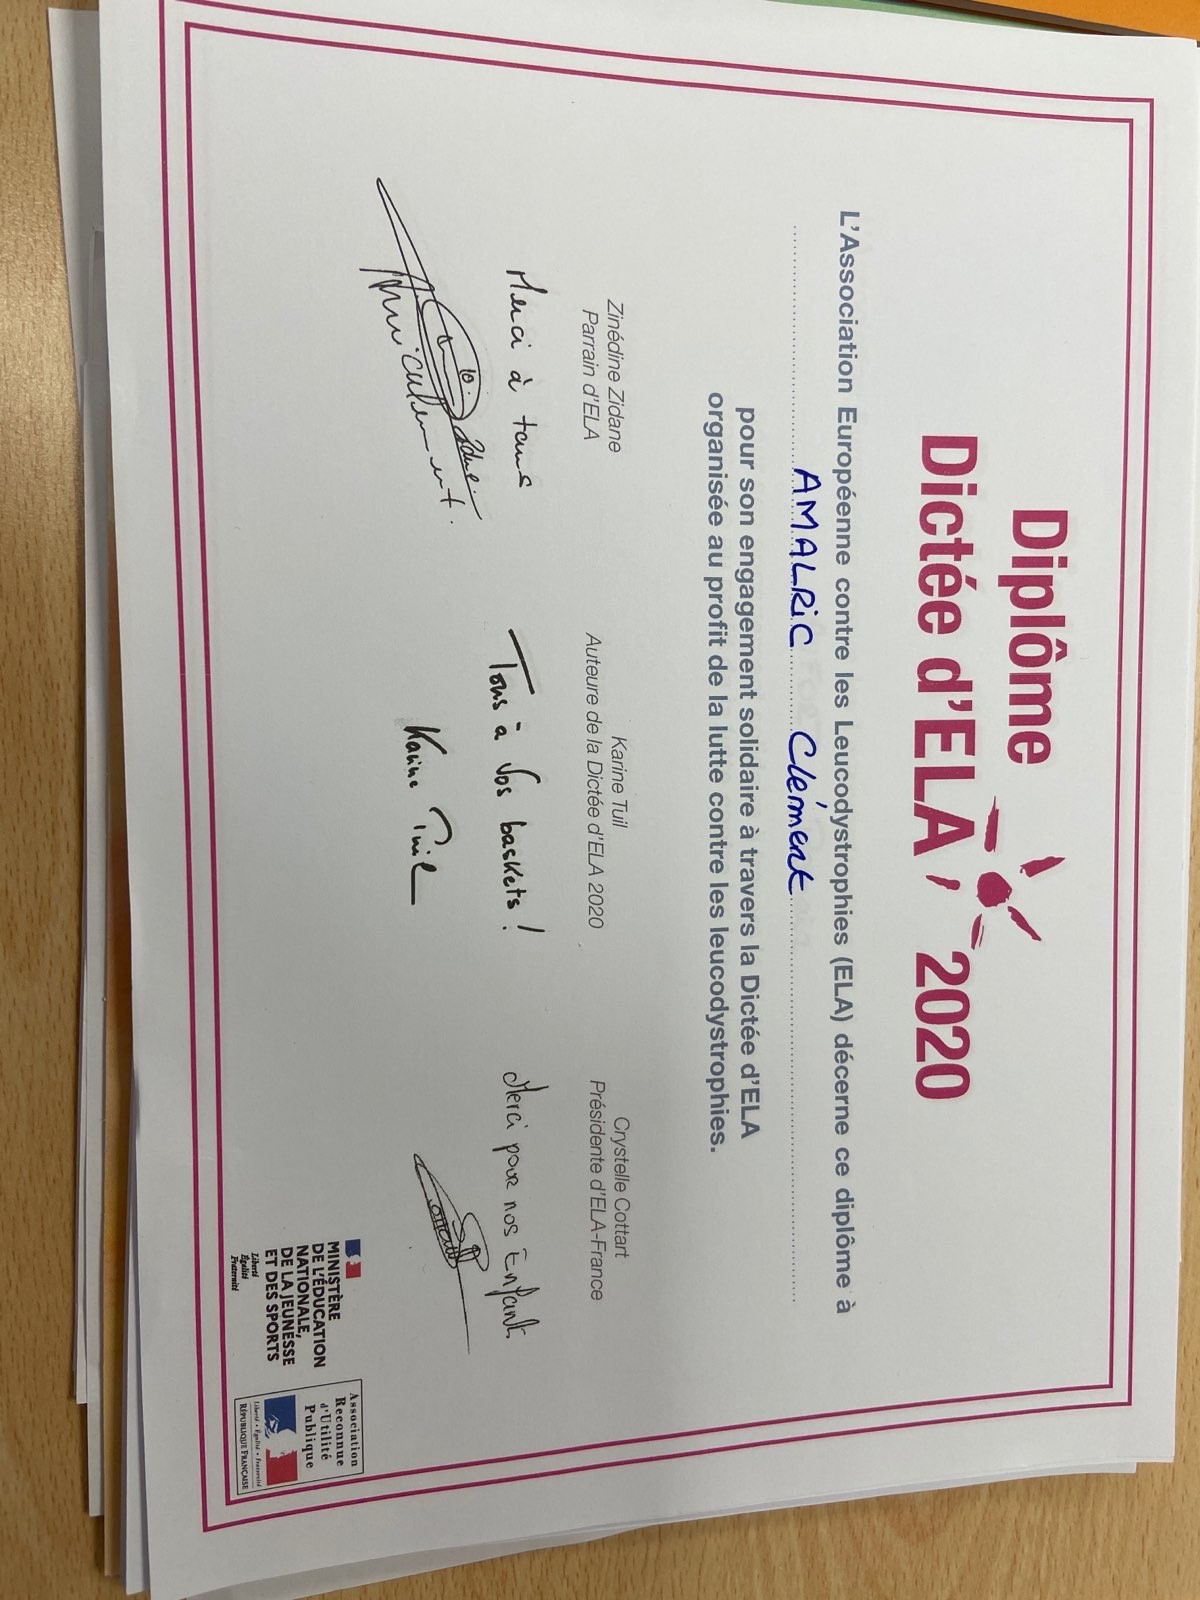 Diplôme
Dictée d'ELA 2020
L'Association Européenne contre les Leucodystrophies (ELA) décerne ce diplôme à
AMALRIC Clément
pour son engagement solidaire à travers la Dictée d'ELA
organisée au profit de la lutte contre les leucodystrophies.
Zinédine Zidane
Parrain d'ELA
Merci à tous
Amicalement.
Karine Tuil
Auteure de la Dictée d'ELA 2020
Tous à vos baskets !
Karine Tuil
Crystelle Cottart
Présidente d'ELA-France
Merci pour nos Enfants
MINISTÈRE
DE L'ÉDUCATION
NATIONALE,
DE LA JEUNESSE
ET DES SPORTS
Liberté
Égalité
Fraternité
Association
Reconnue
d'Utilité
Publique
Liberté • Égalité • Fraternité
RÉPUBLIQUE FRANÇAISE